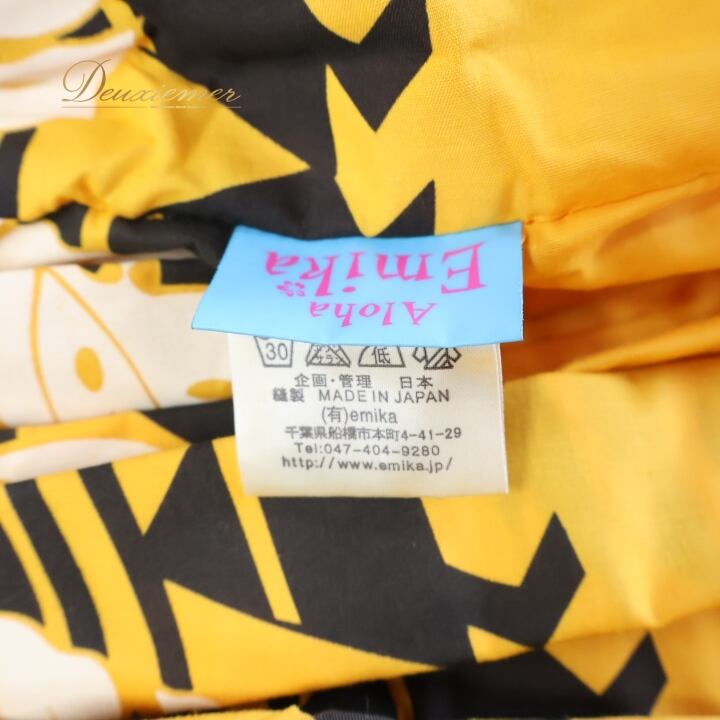 Deuxiemer
Aloha
Emika
30
低
企画・管理 日本
縫製 MADE IN JAPAN
(有)emika
千葉県船橋市本町4-41-29
Tel:047-404-9280
http://www.emika.jp/